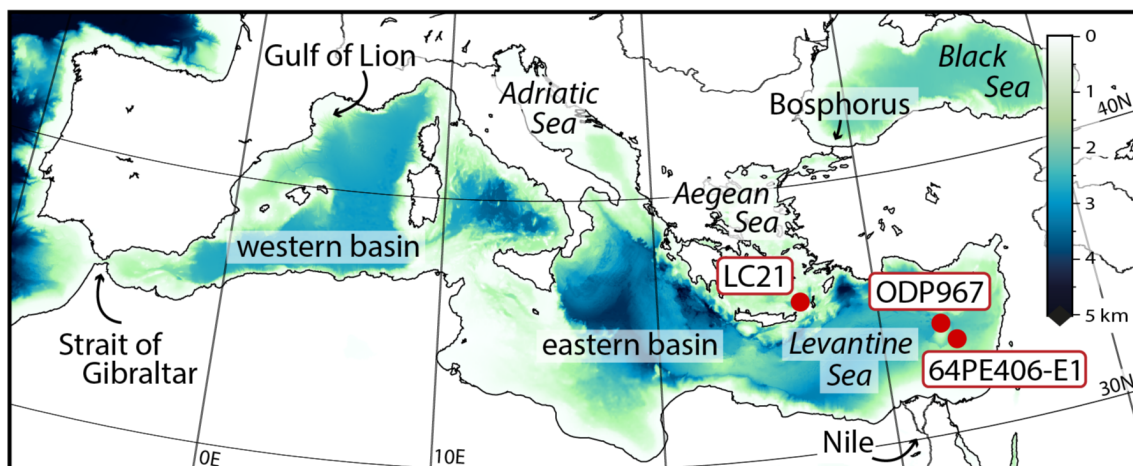 Gulf of Lion
Adriatic
Sea
Black
Sea
0
1
2
3
4
5 km
40N
Bosphorus
Aegean
Sea
western basin
LC21
ODP967
Strait of
Gibraltar
eastern basin
Levantine
Sea
64PE406-E1
30N
Nile
0E
10E